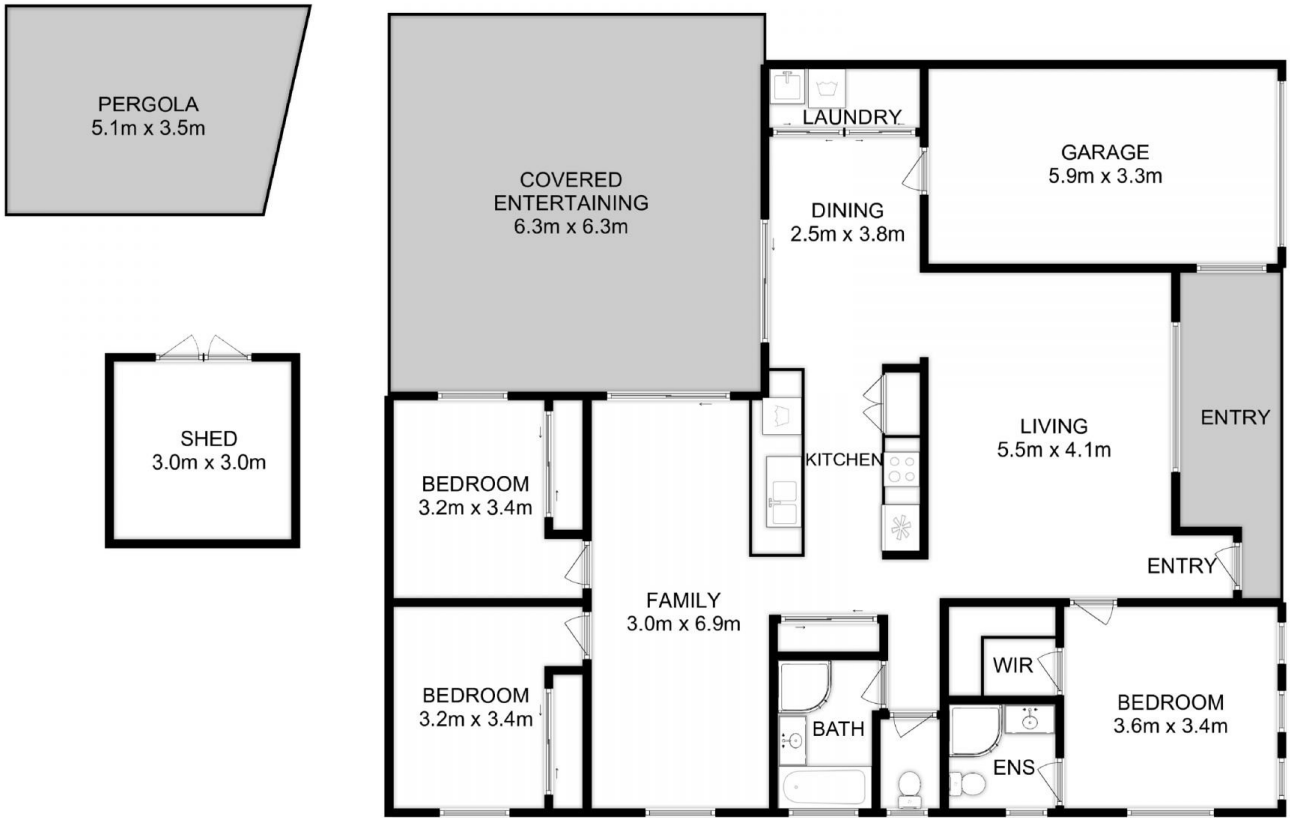 PERGOLA
5.1m x 3.5m
COVERED
ENTERTAINING
6.3m x 6.3m
LAUNDRY
GARAGE
5.9m x 3.3m
DINING
2.5m x 3.8m
SHED
3.0m x 3.0m
BEDROOM
3.2m x 3.4m
KITCHEN
LIVING
5.5m x 4.1m
ENTRY
ENTRY
FAMILY
3.0m x 6.9m
BEDROOM
3.2m x 3.4m
BATH
WIR
ENS
BEDROOM
3.6m x 3.4m